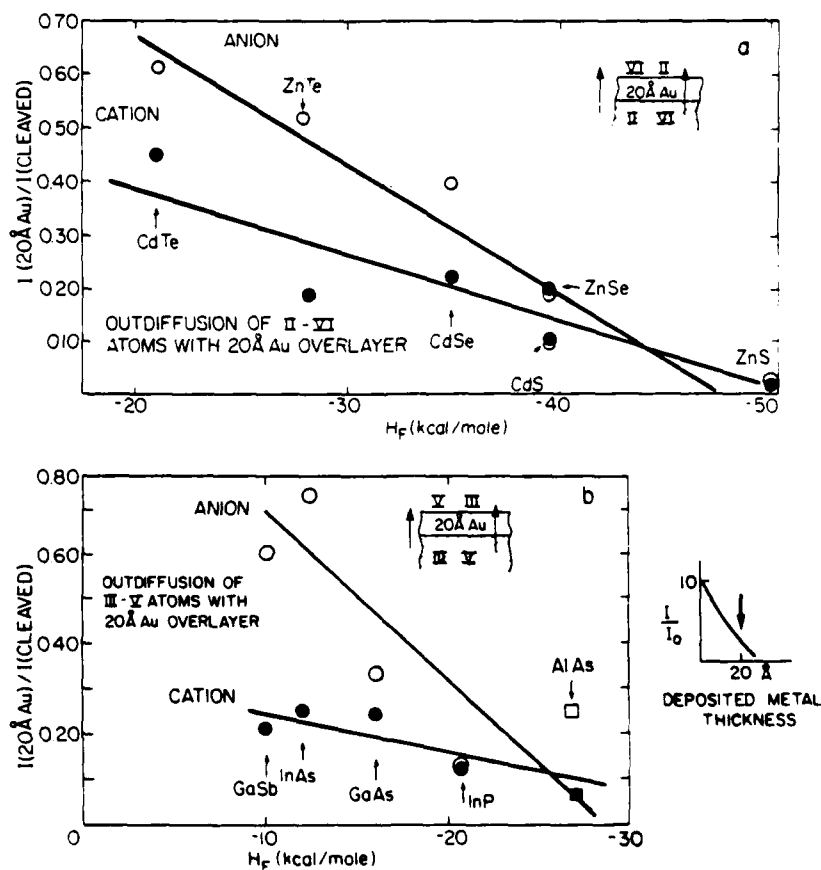 0.70
0.60
0.50
0.40
0.30
0.20
0.10
I (20Å Au) / I (CLEAVED)
ANION
CATION
ZnTe
CdTe
OUTDIFFUSION OF II-VI
ATOMS WITH 20Å Au OVERLAYER
CdSe
ZnSe
CdS
ZnS
a
VI II
20Å Au
II VI
-20
-30
-40
-50
H_F (kcal/mole)
0.80
0.60
0.40
0.20
I(20Å Au) / I (CLEAVED)
ANION
OUTDIFFUSION OF
III-V ATOMS WITH
20Å Au OVERLAYER
CATION
GaSb
InAs
GaAs
InP
AlAs
b
V III
20Å Au
III V
0
-10
-20
-30
H_F (kcal/mole)
1.0
I
I₀
20 Å
DEPOSITED METAL
THICKNESS